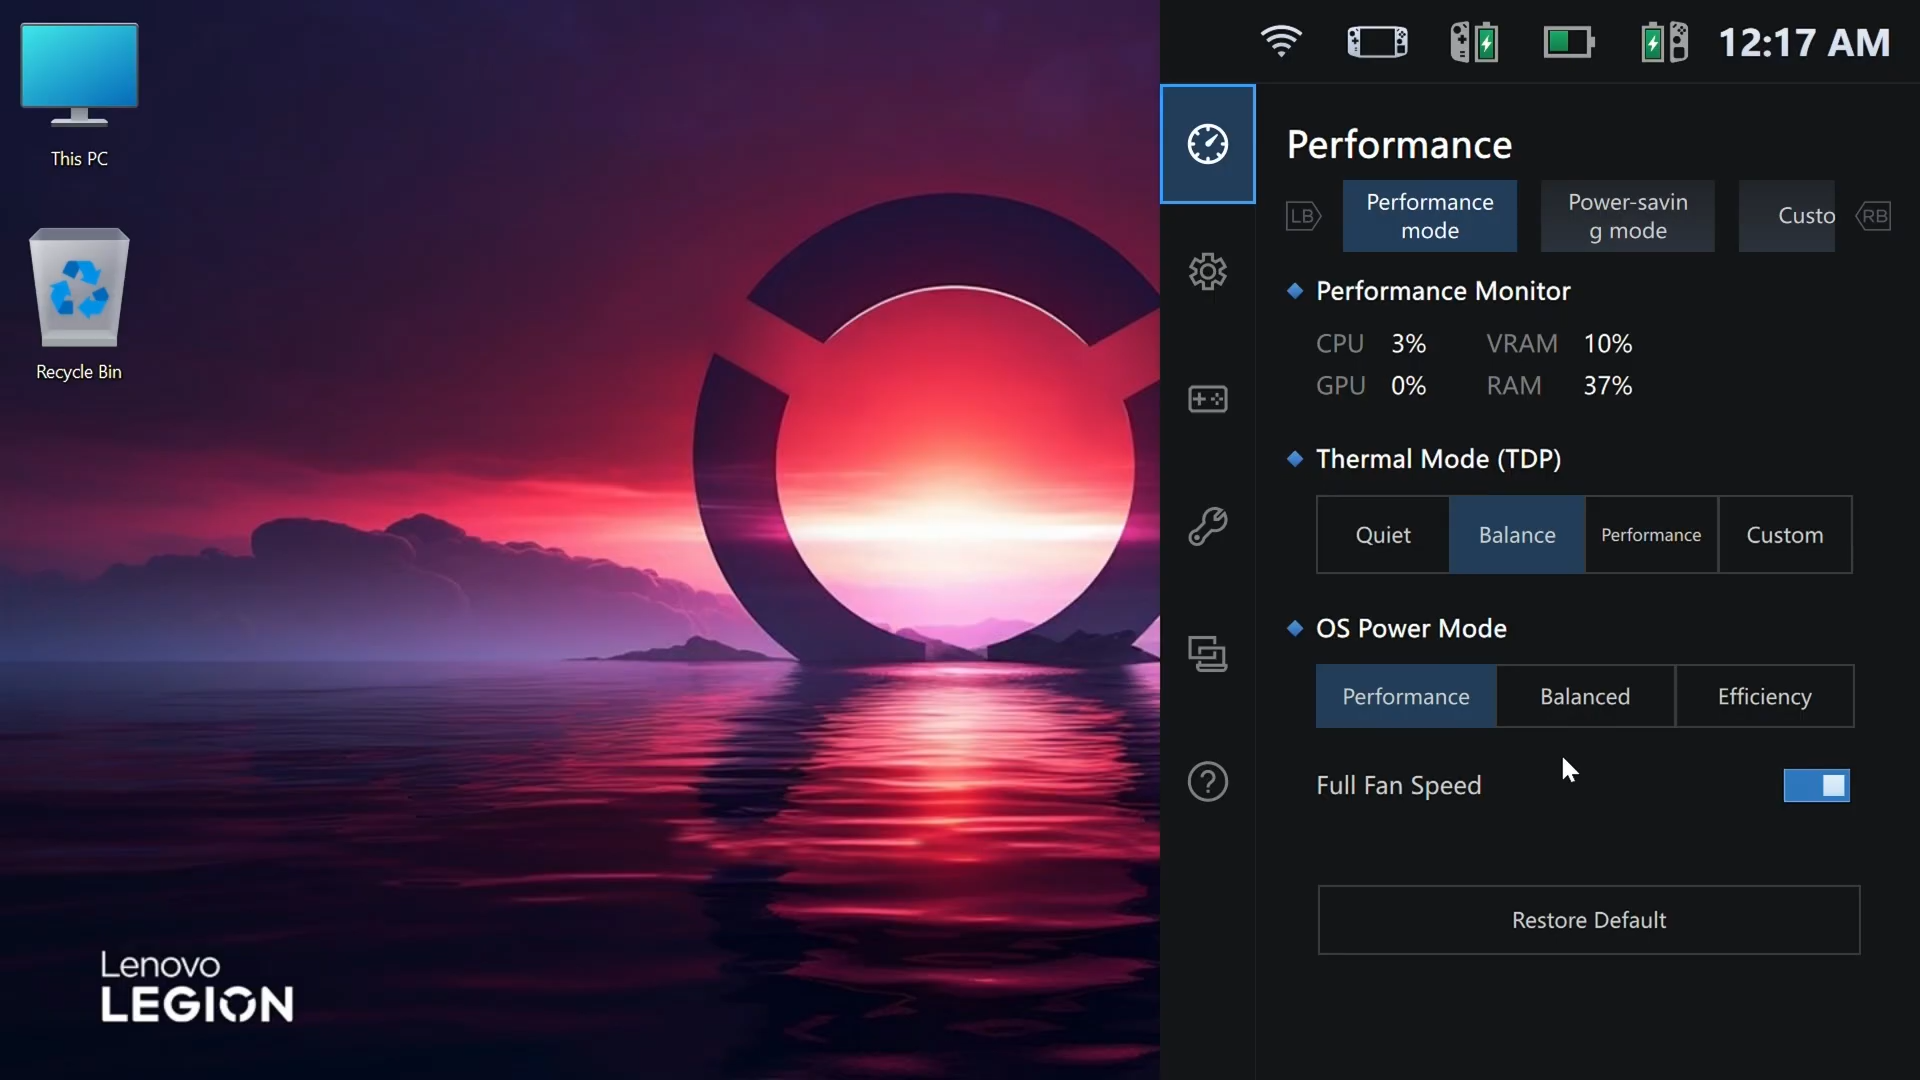 This PC
Recycle Bin
Lenovo
LEGION
12:17 AM
Performance
LB
Performance
mode
Power-savin
g mode
Custo
RB
Performance Monitor
CPU 3% VRAM 10%
GPU 0% RAM 37%
Thermal Mode (TDP)
Quiet Balance Performance Custom
OS Power Mode
Performance Balanced Efficiency
Full Fan Speed
Restore Default